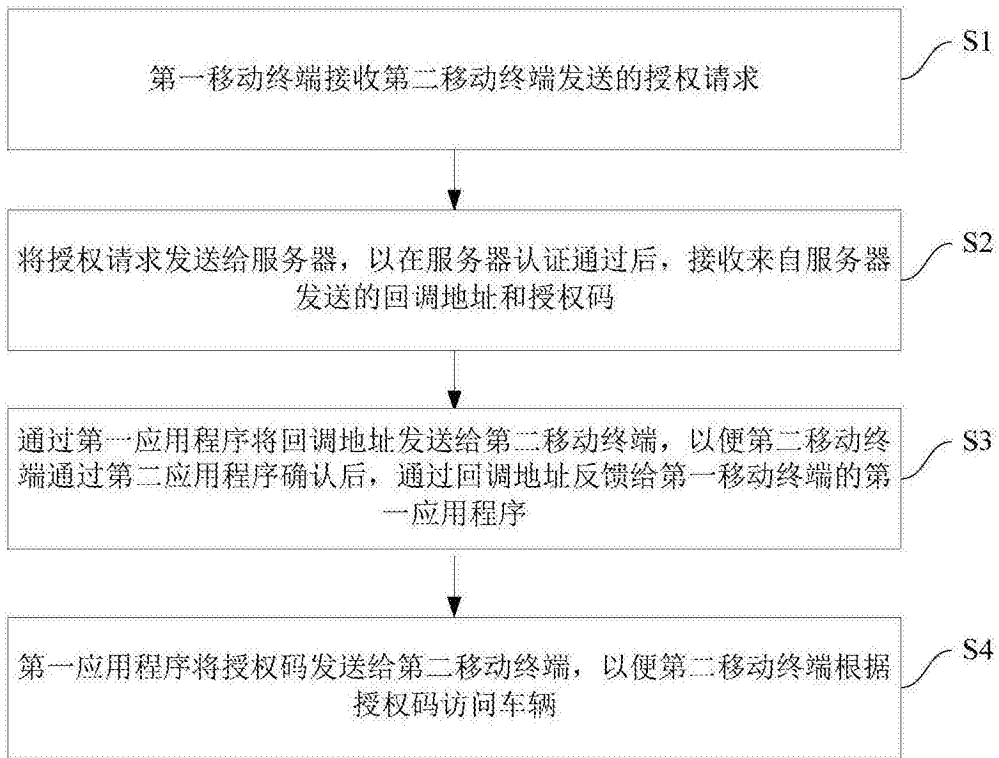 S1
第一移动终端接收第二移动终端发送的授权请求
S2
将授权请求发送给服务器，以在服务器认证通过后，接收来自服务器
发送的回调地址和授权码
S3
通过第一应用程序将回调地址发送给第二移动终端，以便第二移动终
端通过第二应用程序确认后，通过回调地址反馈给第一移动终端的第
一应用程序
S4
第一应用程序将授权码发送给第二移动终端，以便第二移动终端根据
授权码访问车辆